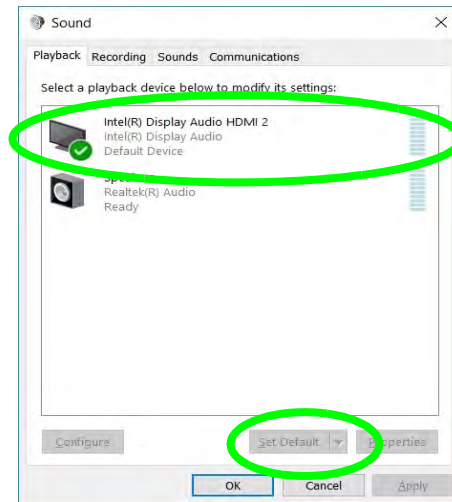 Sound
Playback Recording Sounds Communications
Select a playback device below to modify its settings:
Intel(R) Display Audio HDMI 2
Intel(R) Display Audio
Default Device
Realtek(R) Audio
Ready
Configure Set Default Properties
OK Cancel Apply